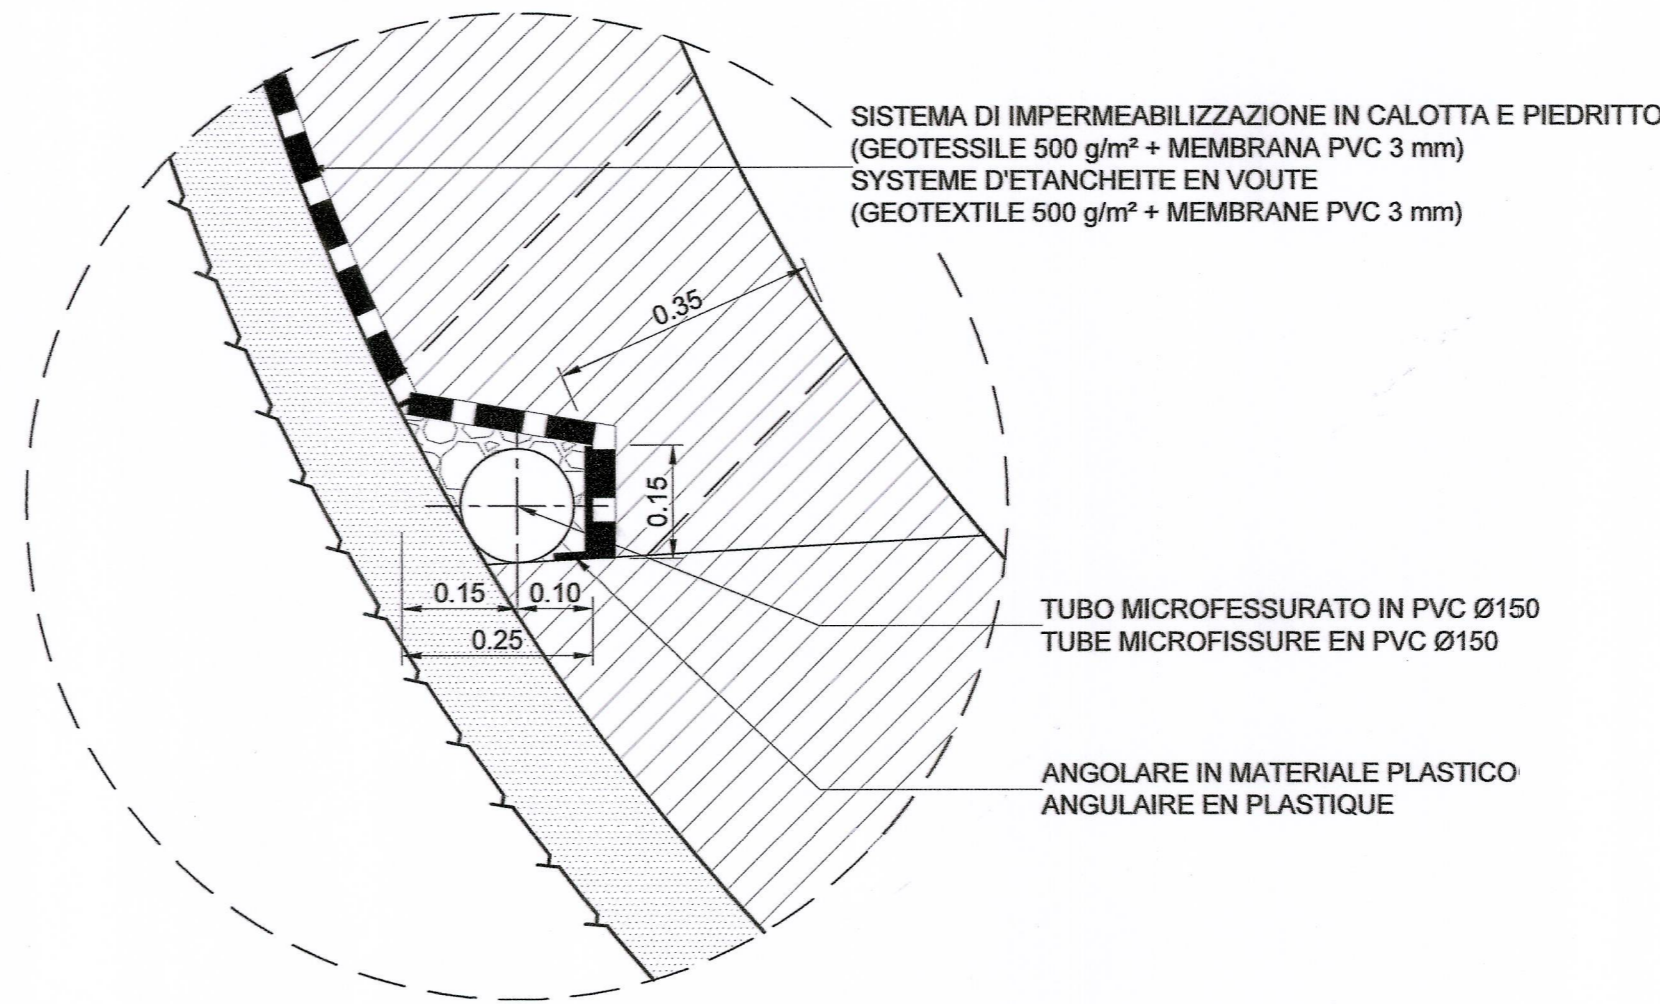 SISTEMA DI IMPERMEABILIZZAZIONE IN CALOTTA E PIEDRITTO
(GEOTESSILE 500 g/m² + MEMBRANA PVC 3 mm)
SYSTEME D'ETANCHEITE EN VOUTE
(GEOTEXTILE 500 g/m² + MEMBRANE PVC 3 mm)
0.35
0.15
0.15
0.10
0.25
TUBO MICROFESSURATO IN PVC Ø150
TUBE MICROFISSURE EN PVC Ø150
ANGOLARE IN MATERIALE PLASTICO
ANGULAIRE EN PLASTIQUE